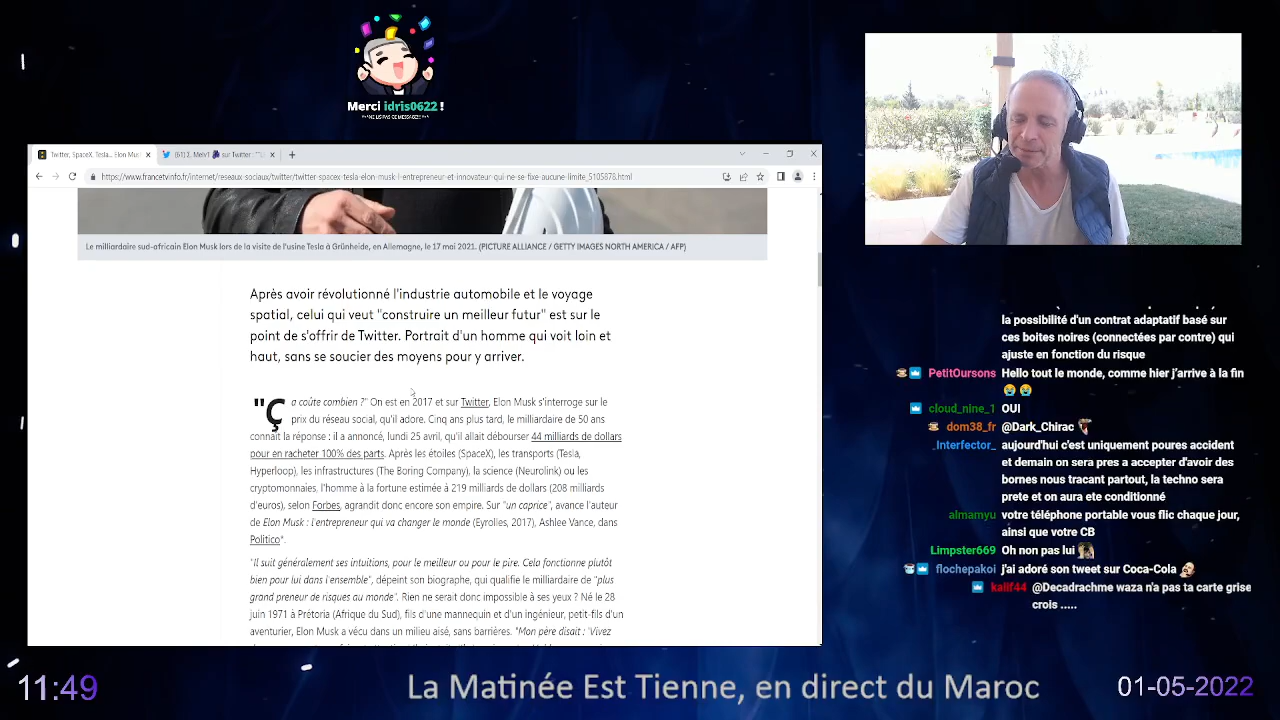 Merci idris0622 !
Twitter, SpaceX, Tesla... Elon Mus
sur Twitter :
https://www.francetvinfo.fr/internet/reseaux-sociaux/twitter/twitter-spacex-tesla-elon-musk-l-entrepreneur-et-innovateur-qui-ne-se-fixe-aucune-limite_5105878.html
Le milliardaire sud-africain Elon Musk lors de la visite de l'usine Tesla à Grünheide, en Allemagne, le 17 mai 2021. (PICTURE ALLIANCE / GETTY IMAGES NORTH AMERICA / AFP)
Après avoir révolutionné l'industrie automobile et le voyage
spatial, celui qui veut "construire un meilleur futur" est sur le
point de s'offrir de Twitter. Portrait d'un homme qui voit loin et
haut, sans se soucier des moyens pour y arriver.
"Ça coûte combien ?" On est en 2017 et sur Twitter, Elon Musk s'interroge sur le
prix du réseau social, qu'il adore. Cinq ans plus tard, le milliardaire de 50 ans
connaît la réponse : il a annoncé, lundi 25 avril, qu'il allait débourser 44 milliards de dollars
pour en racheter 100% des parts. Après les étoiles (SpaceX), les transports (Tesla,
Hyperloop), les infrastructures (The Boring Company), la science (Neurolink) ou les
cryptomonnaies, l'homme à la fortune estimée à 219 milliards de dollars (208 milliards
d'euros), selon Forbes, agrandit donc encore son empire. Sur "un caprice", avance l'auteur
de Elon Musk : l'entrepreneur qui va changer le monde (Eyrolles, 2017), Ashlee Vance, dans
Politico*.
"Il suit généralement ses intuitions, pour le meilleur ou pour le pire. Cela fonctionne plutôt
bien pour lui dans l'ensemble", dépeint son biographe, qui qualifie le milliardaire de "plus
grand preneur de risques au monde". Rien ne serait donc impossible à ses yeux ? Né le 28
juin 1971 à Prétoria (Afrique du Sud), fils d'une mannequin et d'un ingénieur, petit-fils d'un
aventurier, Elon Musk a vécu dans un milieu aisé, sans barrières. "Mon père disait : 'Vivez
la possibilité d'un contrat adaptatif basé sur
ces boites noires (connectées par contre) qui
ajuste en fonction du risque
PetitOursons Hello tout le monde, comme hier j'arrive à la fin
cloud_nine_1 OUI
dom38_fr @Dark_Chirac
_Interfector_ aujourd'hui c'est uniquement poures accident
et demain on sera pres a accepter d'avoir des
bornes nous tracant partout, la techno sera
prete et on aura ete conditionné
almamyu votre téléphone portable vous flic chaque jour,
ainsi que votre CB
Limpster669 Oh non pas lui
flochepakoi j'ai adoré son tweet sur Coca-Cola
kalif44 @Decadrachme waza n'a pas ta carte grise
crois .....
11:49
La Matinée Est Tienne, en direct du Maroc
01-05-2022